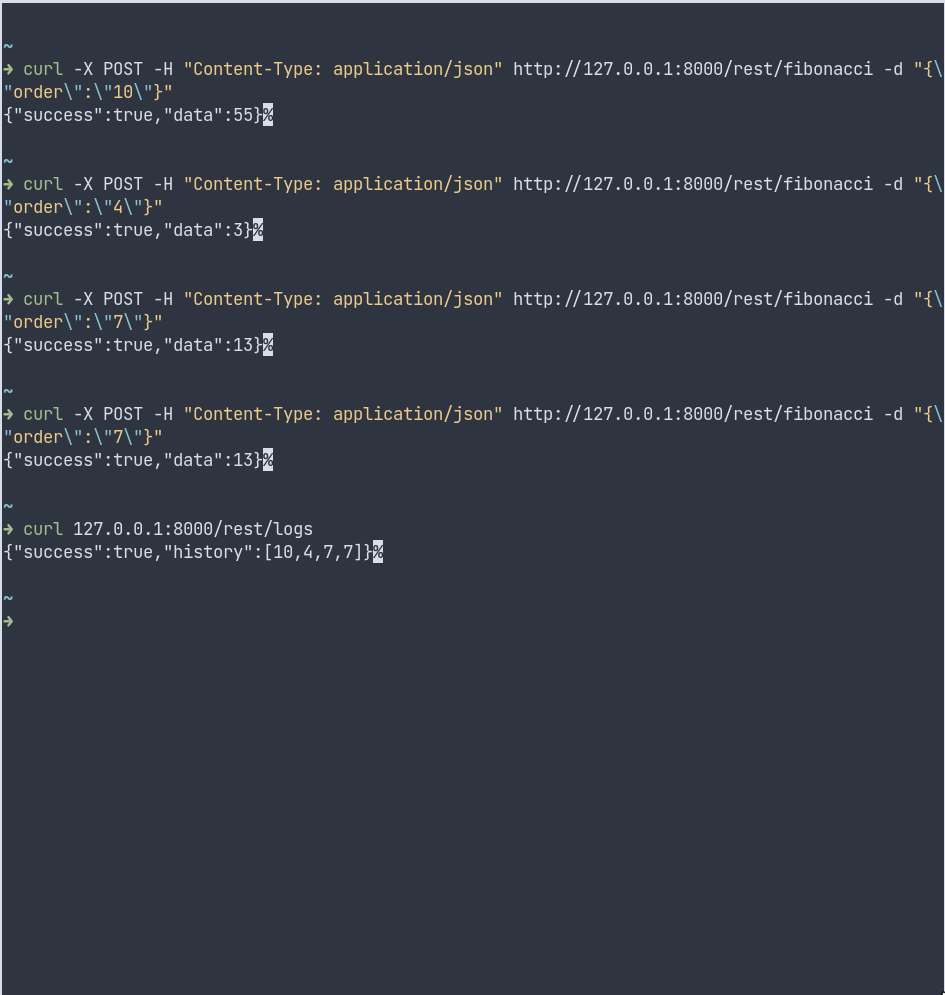 ~
➜ curl -X POST -H "Content-Type: application/json" http://127.0.0.1:8000/rest/fibonacci -d "{\
"order\":\"10\"}"
{"success":true,"data":55}%
~
➜ curl -X POST -H "Content-Type: application/json" http://127.0.0.1:8000/rest/fibonacci -d "{\
"order\":\"4\"}"
{"success":true,"data":3}%
~
➜ curl -X POST -H "Content-Type: application/json" http://127.0.0.1:8000/rest/fibonacci -d "{\
"order\":\"7\"}"
{"success":true,"data":13}%
~
➜ curl -X POST -H "Content-Type: application/json" http://127.0.0.1:8000/rest/fibonacci -d "{\
"order\":\"7\"}"
{"success":true,"data":13}%
~
➜ curl 127.0.0.1:8000/rest/logs
{"success":true,"history":[10,4,7,7]}%
~
➜